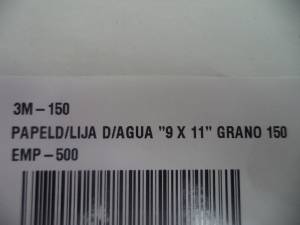 3M-150
PAPELD/LIJA D/AGUA "9 X 11" GRANO 150
EMP-500